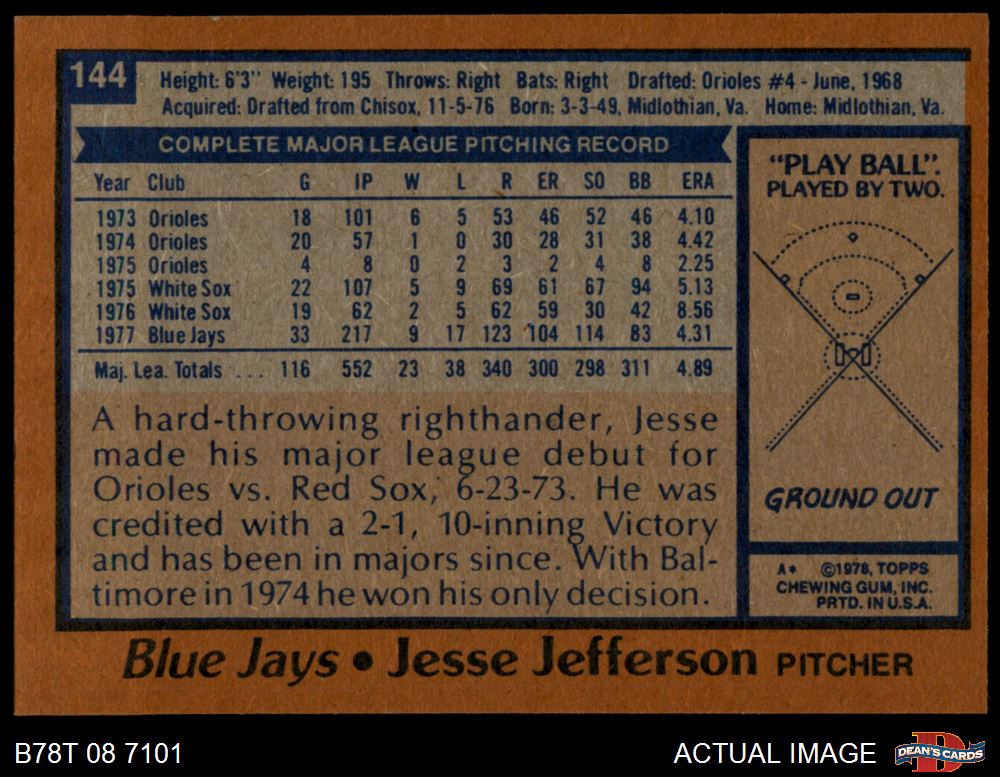 144
Height: 6'3" Weight: 195 Throws: Right Bats: Right Drafted: Orioles #4 - June, 1968
Acquired: Drafted from Chisox, 11-5-76 Born: 3-3-49, Midlothian, Va. Home: Midlothian, Va.
COMPLETE MAJOR LEAGUE PITCHING RECORD
Year Club G IP W L R ER SO BB ERA
1973 Orioles 18 101 6 5 53 46 52 46 4.10
1974 Orioles 20 57 1 0 30 28 31 38 4.42
1975 Orioles 4 8 0 2 3 2 4 8 2.25
1975 White Sox 22 107 5 9 69 61 67 94 5.13
1976 White Sox 19 62 2 5 62 59 30 42 8.56
1977 Blue Jays 33 217 9 17 123 104 114 83 4.31
Maj. Lea. Totals . . . 116 552 23 38 340 300 298 311 4.89
A hard-throwing righthander, Jesse
made his major league debut for
Orioles vs. Red Sox, 6-23-73. He was
credited with a 2-1, 10-inning Victory
and has been in majors since. With Bal-
timore in 1974 he won his only decision.
"PLAY BALL".
PLAYED BY TWO.
GROUND OUT
A* ©1978, TOPPS
CHEWING GUM, INC.
PRTD. IN U.S.A.
Blue Jays • Jesse Jefferson PITCHER
B78T 08 7101
ACTUAL IMAGE
DEAN'S CARDS